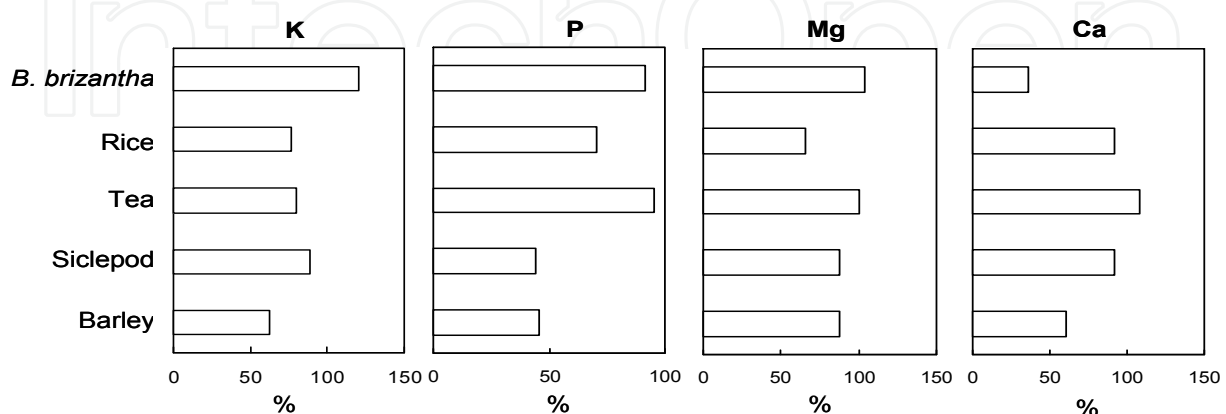 IntechOpen
K P Mg Ca
B. brizantha
Rice
Tea
Siclepod
Barley
0 50 100 150 0 50 100 0 50 100 150 0 50 100 150
% % % %